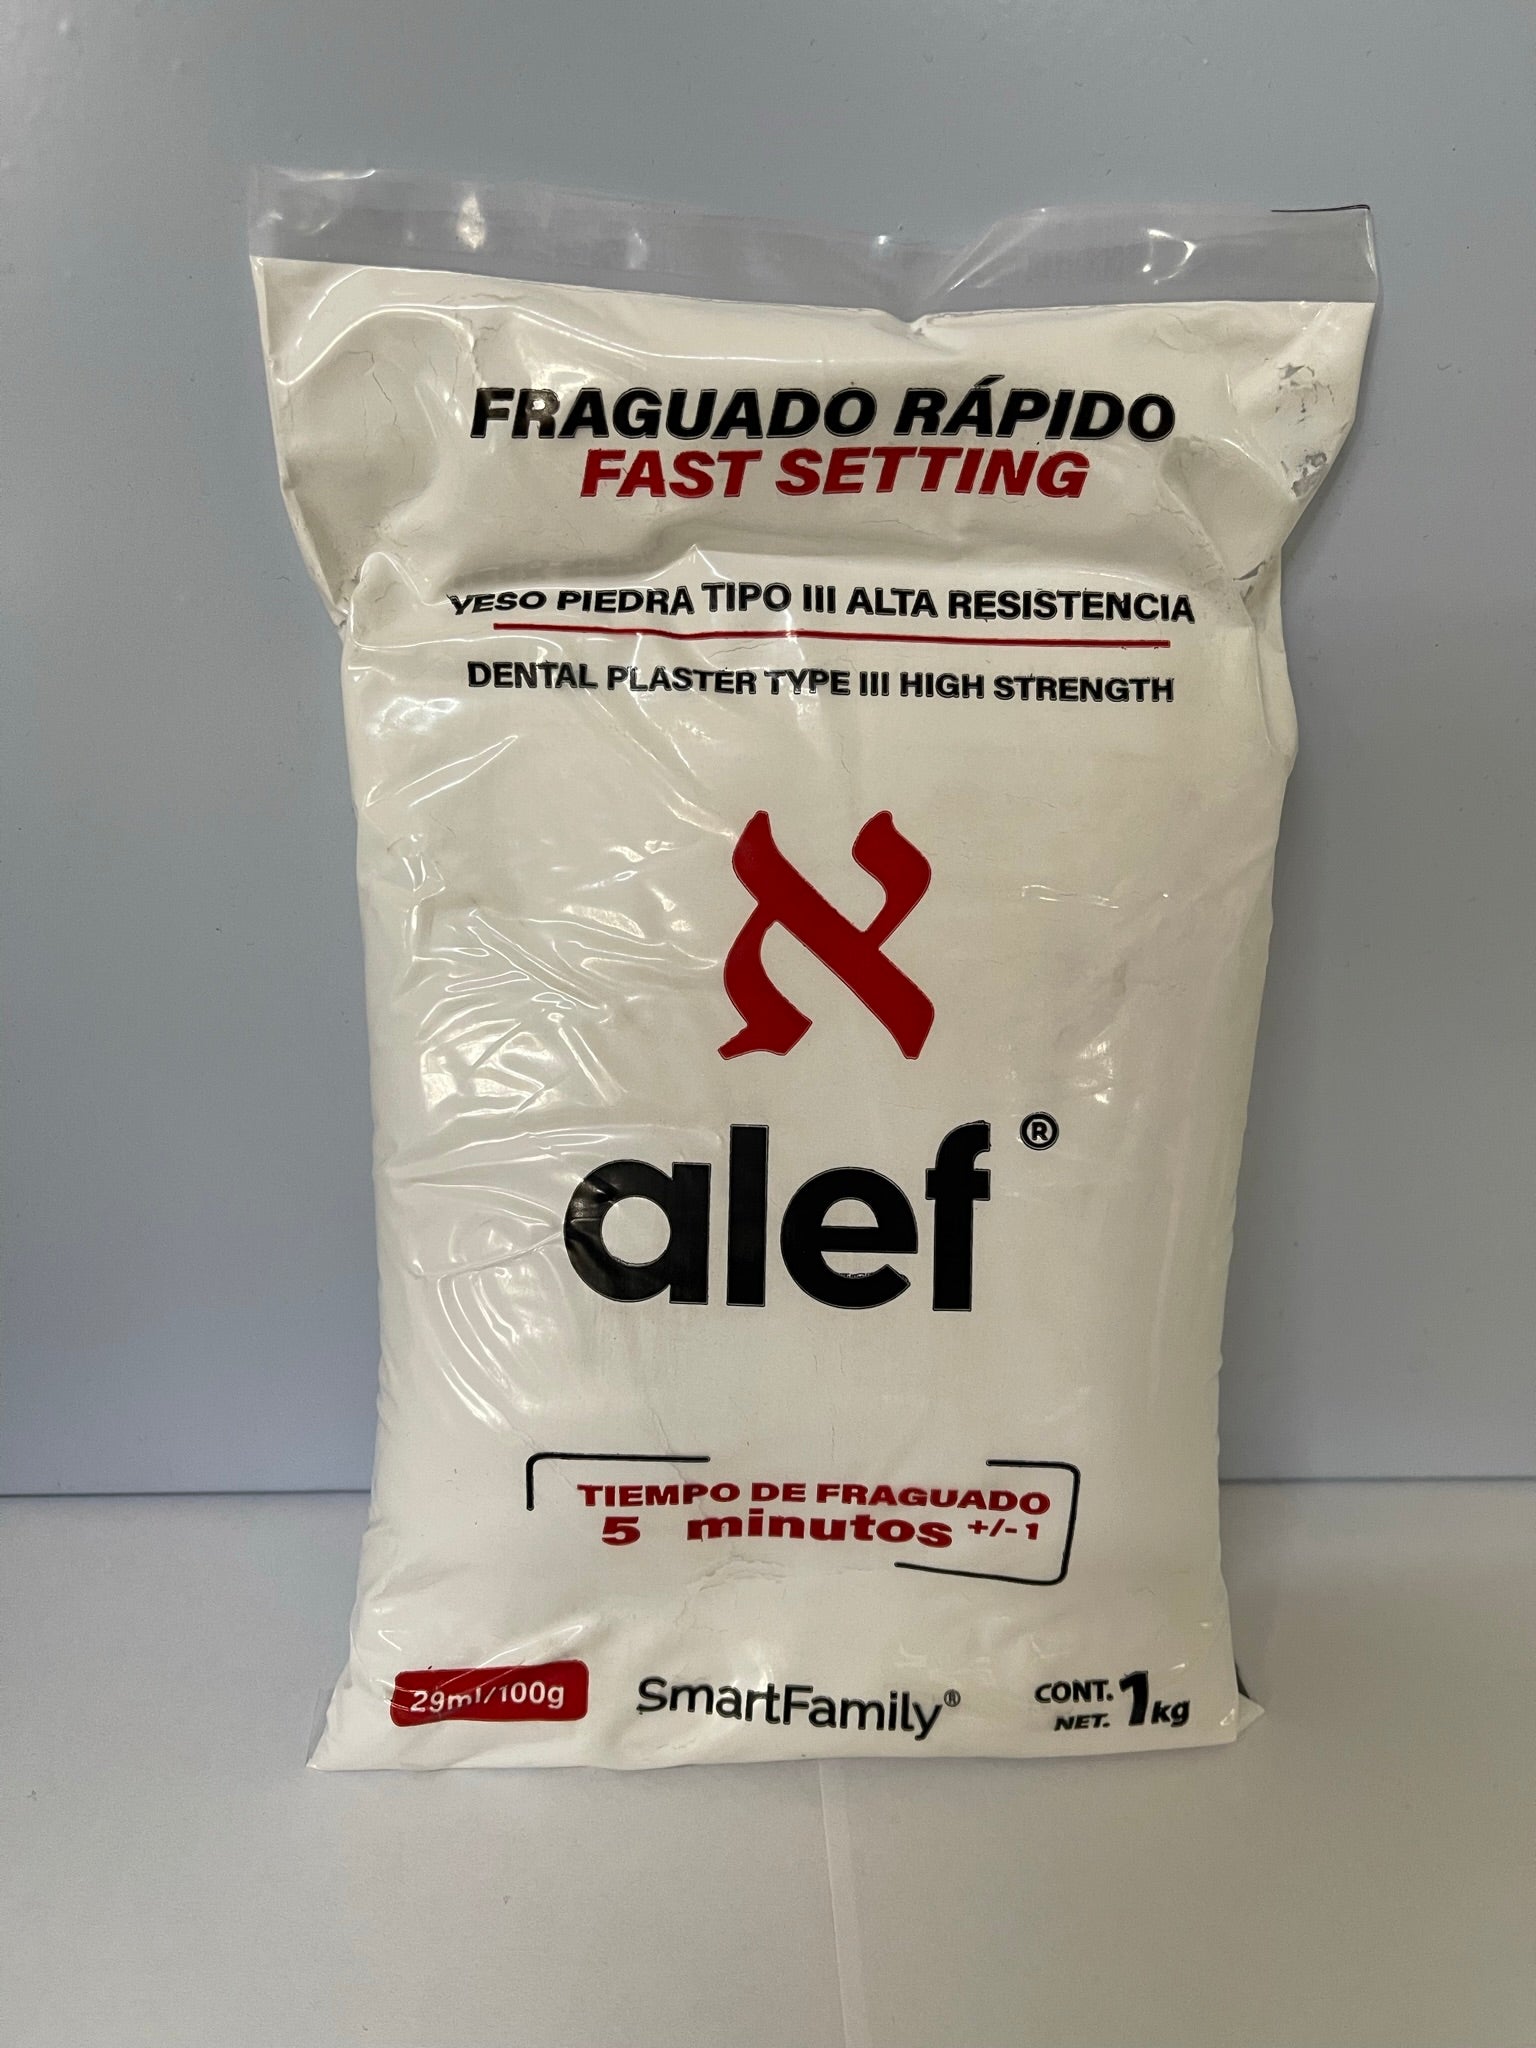 FRAGUADO RÁPIDO
FAST SETTING
YESO PIEDRA TIPO III ALTA RESISTENCIA
DENTAL PLASTER TYPE III HIGH STRENGTH
א
alef®
TIEMPO DE FRAGUADO
5 minutos +/- 1
29ml/100g
SmartFamily®
CONT. NET. 1kg